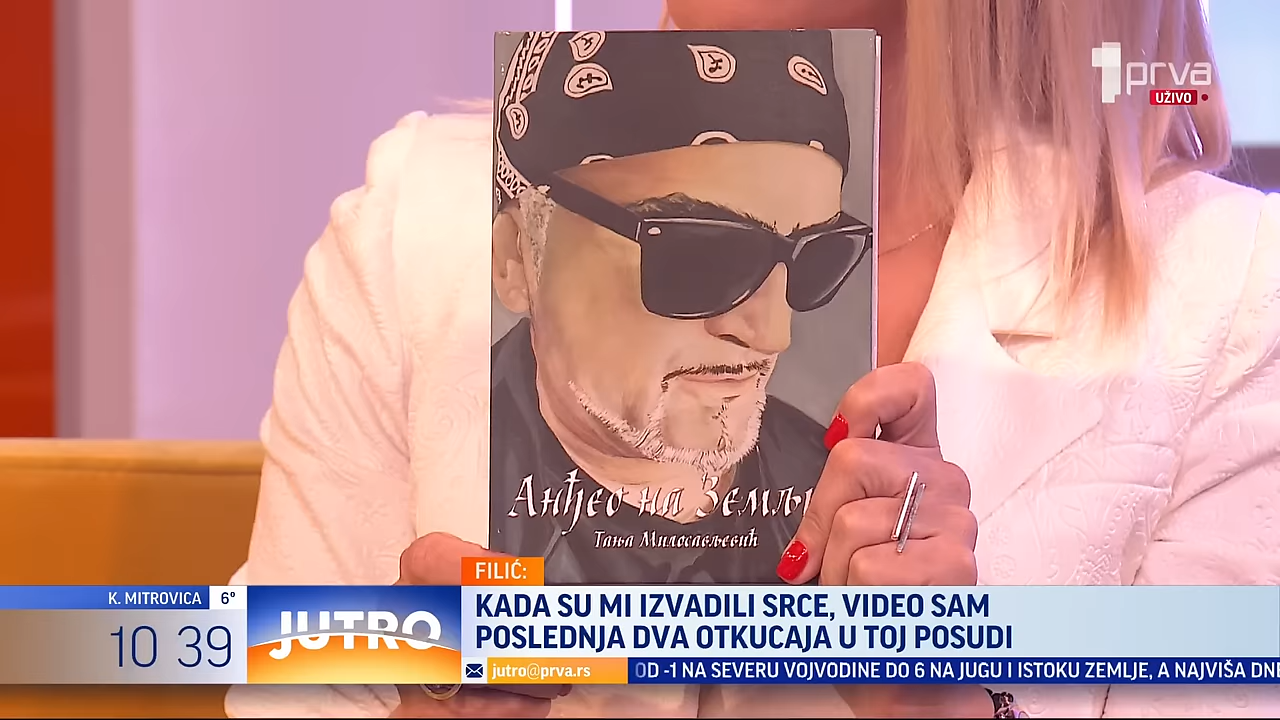 prva
UŽIVO
Анђео на
Тања Милосављевић
FILIĆ:
K. MITROVICA 6°
10 39
JUTRO
KADA SU MI IZVADILI SRCE, VIDEO SAM
POSLEDNJA DVA OTKUCAJA U TOJ POSUDI
jutro@prva.rs
OD -1 NA SEVERU VOJVODINE DO 6 NA JUGU I ISTOKU ZEMLJE, A NAJVIŠA